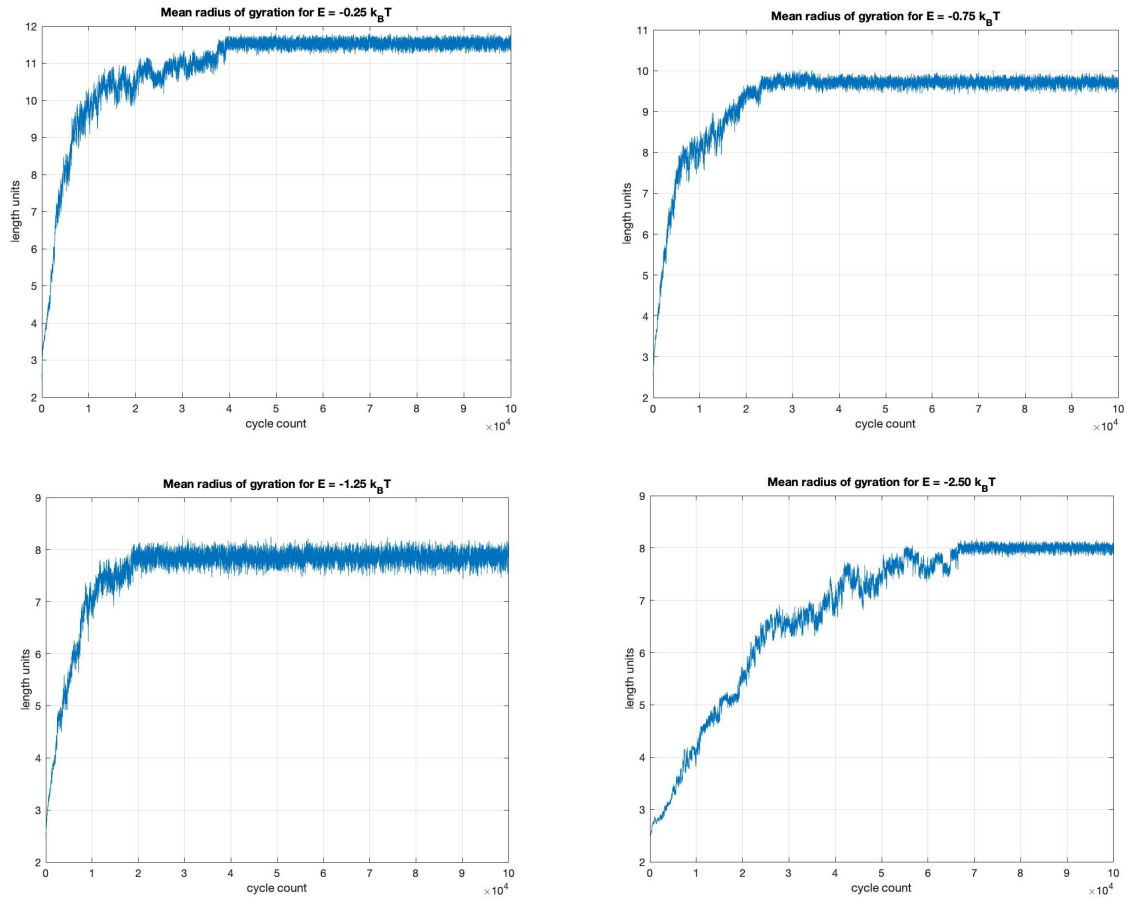 Mean radius of gyration for E = -0.25 k_BT
12
11
10
9
8
7
6
5
4
3
2
length units
0 1 2 3 4 5 6 7 8 9 10
cycle count
×10^4
Mean radius of gyration for E = -0.75 k_BT
11
10
9
8
7
6
5
4
3
2
length units
0 1 2 3 4 5 6 7 8 9 10
cycle count
×10^4
Mean radius of gyration for E = -1.25 k_BT
9
8
7
6
5
4
3
2
length units
0 1 2 3 4 5 6 7 8 9 10
cycle count
×10^4
Mean radius of gyration for E = -2.50 k_BT
9
8
7
6
5
4
3
2
length units
0 1 2 3 4 5 6 7 8 9 10
cycle count
×10^4